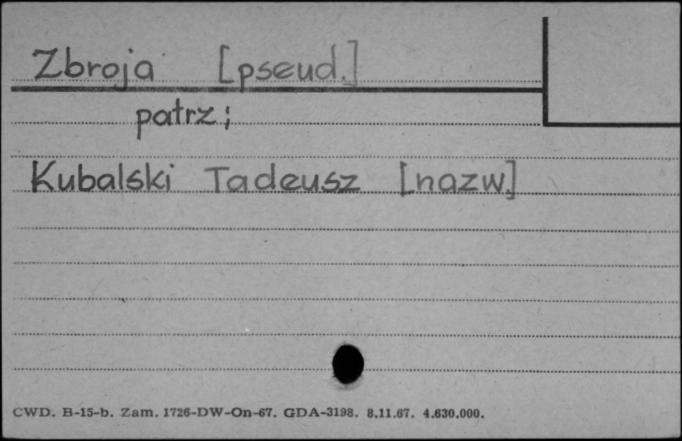 Zbroja [pseud.]
patrz;
Kubalski Tadeusz [nazw]
CWD. B-15-b. Zam. 1726-DW-On-67. GDA-3198. 8.11.67. 4.630.000.